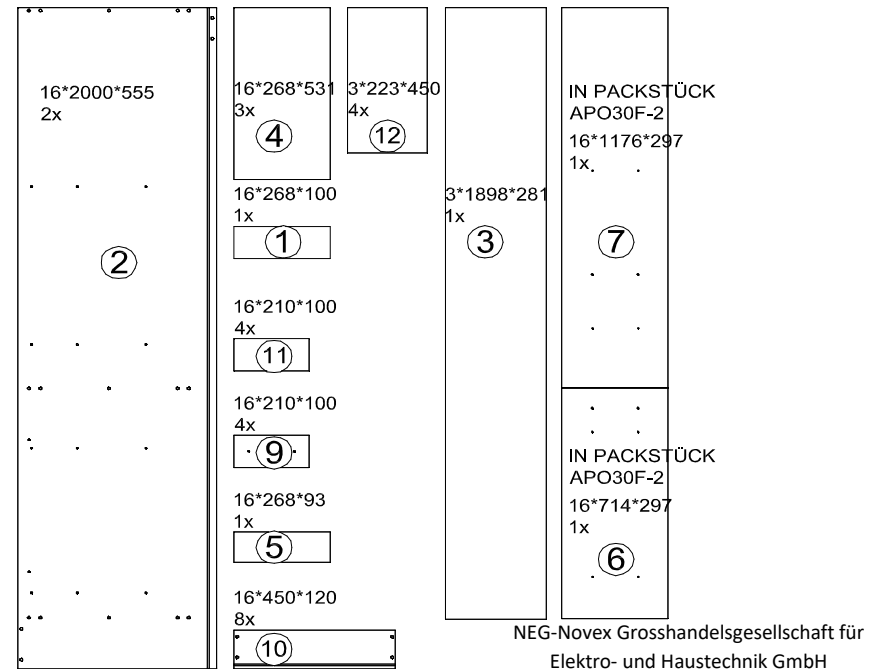 16*2000*555
2x
2
16*268*531
3x
4
3*223*450
4x
12
16*268*100
1x
1
16*210*100
4x
11
16*210*100
4x
9
16*268*93
1x
5
16*450*120
8x
10
3*1898*281
1x
3
IN PACKSTÜCK
APO30F-2
16*1176*297
1x
7
IN PACKSTÜCK
APO30F-2
16*714*297
1x
6
NEG-Novex Grosshandelsgesellschaft für
Elektro- und Haustechnik GmbH